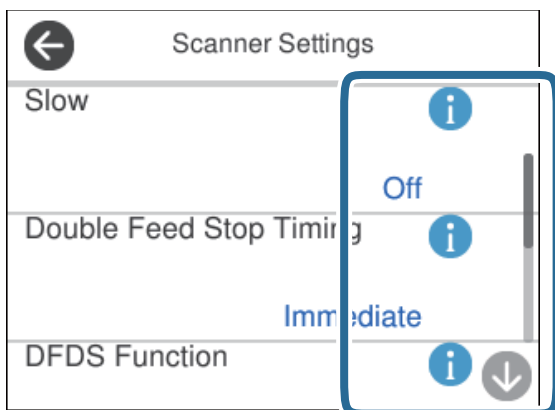 Scanner Settings
Slow
i
Off
Double Feed Stop Timing
i
Immediate
DFDS Function
i